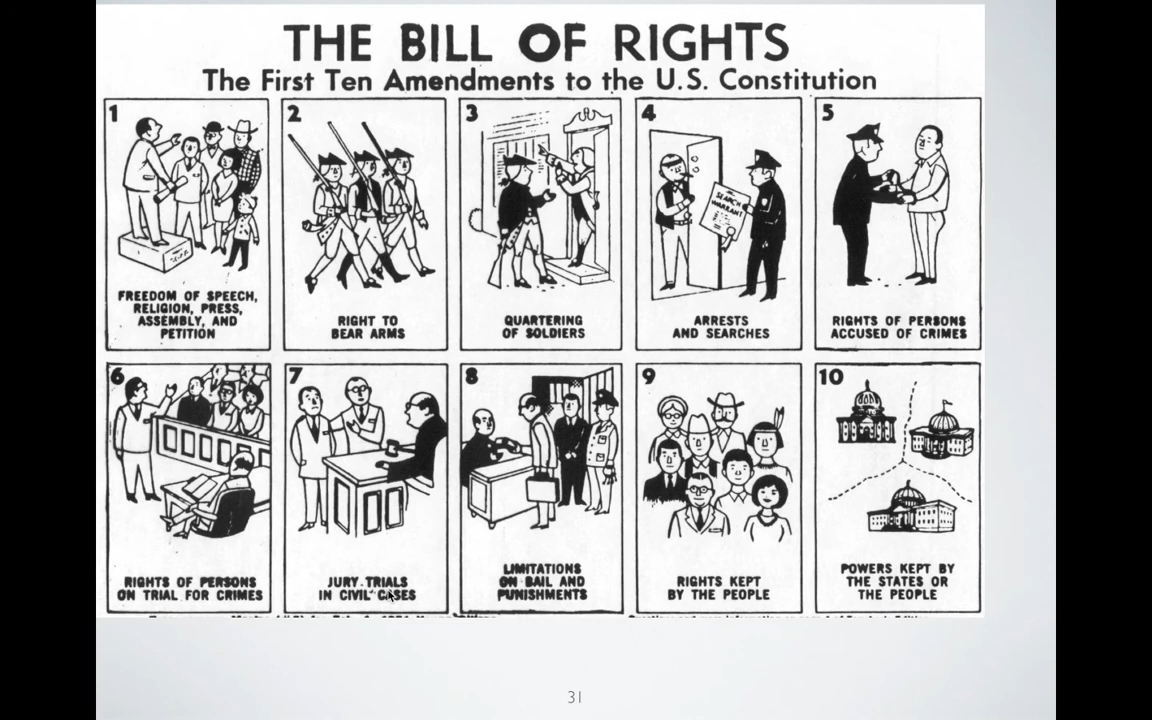 THE BILL OF RIGHTS
The First Ten Amendments to the U.S. Constitution
1
FREEDOM OF SPEECH,
RELIGION, PRESS,
ASSEMBLY, AND
PETITION
2
RIGHT TO
BEAR ARMS
3
QUARTERING
OF SOLDIERS
4
SEARCH
WARRANT
ARRESTS
AND SEARCHES
5
RIGHTS OF PERSONS
ACCUSED OF CRIMES
6
RIGHTS OF PERSONS
ON TRIAL FOR CRIMES
7
JURY TRIALS
IN CIVIL CASES
8
LIMITATIONS
ON BAIL AND
PUNISHMENTS
9
RIGHTS KEPT
BY THE PEOPLE
10
POWERS KEPT BY
THE STATES OR
THE PEOPLE
31